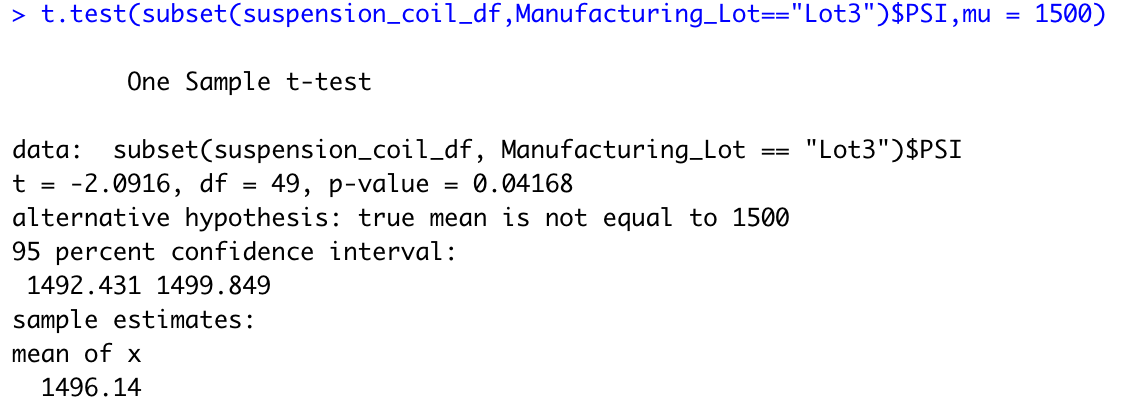 > t.test(subset(suspension_coil_df,Manufacturing_Lot=="Lot3")$PSI,mu = 1500)
One Sample t-test
data:  subset(suspension_coil_df, Manufacturing_Lot == "Lot3")$PSI
t = -2.0916, df = 49, p-value = 0.04168
alternative hypothesis: true mean is not equal to 1500
95 percent confidence interval:
1492.431 1499.849
sample estimates:
mean of x
1496.14